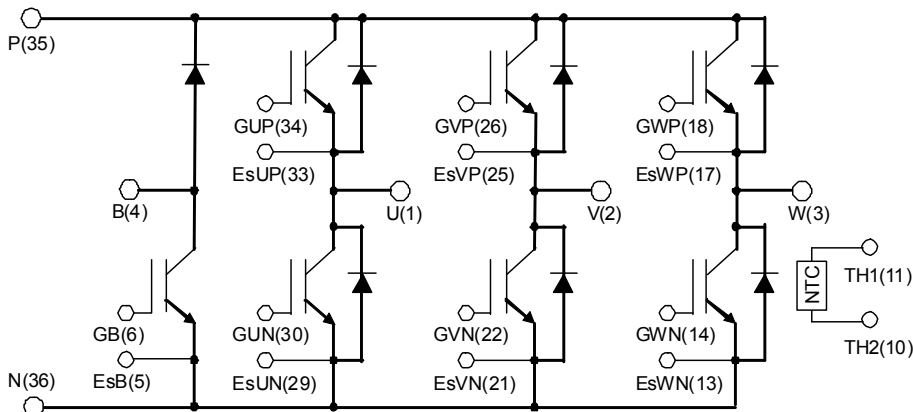 P(35)
GUP(34)
GVP(26)
GWP(18)
EsUP(33)
EsVP(25)
EsWP(17)
B(4)
U(1)
V(2)
W(3)
NTC
TH1(11)
GB(6)
GUN(30)
GVN(22)
GWN(14)
TH2(10)
N(36)
EsB(5)
EsUN(29)
EsVN(21)
EsWN(13)